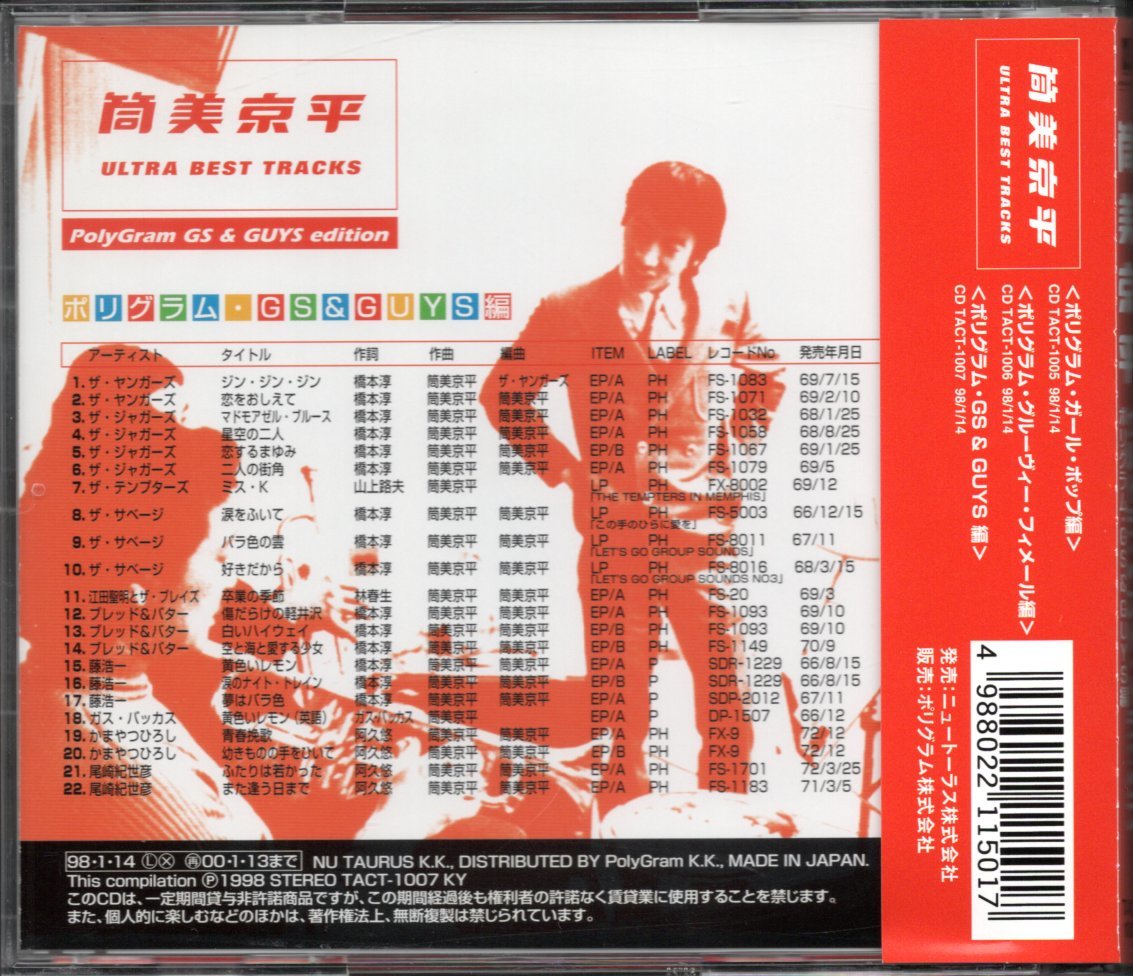 筒美京平
ULTRA BEST TRACKS
PolyGram GS & GUYS edition
ポリグラム・GS&GUYS編
アーティスト タイトル 作詞 作曲 編曲 ITEM LABEL レコードNo 発売年月日
1. ザ・ヤンガーズ ジン・ジン・ジン 橋本淳 筒美京平 ザ・ヤンガーズ EP/A PH FS-1083 69/7/15
2. ザ・ヤンガーズ 恋をおしえて 橋本淳 筒美京平 筒美京平 EP/A PH FS-1071 69/2/10
3. ザ・ジャガーズ マドモアゼル・ブルース 橋本淳 筒美京平 筒美京平 EP/A PH FS-1032 68/1/25
4. ザ・ジャガーズ 星空の二人 橋本淳 筒美京平 筒美京平 EP/A PH FS-1058 68/8/25
5. ザ・ジャガーズ 恋するまゆみ 橋本淳 筒美京平 筒美京平 EP/B PH FS-1067 69/1/25
6. ザ・ジャガーズ 二人の街角 橋本淳 筒美京平 筒美京平 EP/A PH FS-1079 69/5
7. ザ・テンプターズ ミス・K 山上路夫 筒美京平 LP PH FX-8002 69/12
「THE TEMPTERS IN MEMPHIS」
8. ザ・サベージ 涙をふいて 橋本淳 筒美京平 筒美京平 LP PH FS-5003 66/12/15
「この手のひらに愛を」
9. ザ・サベージ バラ色の雲 橋本淳 筒美京平 筒美京平 LP PH FS-8011 67/11
「LET'S GO GROUP SOUNDS」
10. ザ・サベージ 好きだから 橋本淳 筒美京平 筒美京平 LP PH FS-8016 68/3/15
「LET'S GO GROUP SOUNDS NO3」
11. 江田聖明とザ・ブレイズ 卒業の季節 林春生 筒美京平 筒美京平 EP/A PH FS-20 69/3
12. ブレッド&バター 傷だらけの軽井沢 橋本淳 筒美京平 筒美京平 EP/A PH FS-1093 69/10
13. ブレッド&バター 白いハイウェイ 橋本淳 筒美京平 筒美京平 EP/B PH FS-1093 69/10
14. ブレッド&バター 空と海と愛する少女 橋本淳 筒美京平 筒美京平 EP/B PH FS-1149 70/9
15. 藤浩一 黄色いレモン 橋本淳 筒美京平 筒美京平 EP/A P SDR-1229 66/8/15
16. 藤浩一 涙のナイト・トレイン 橋本淳 筒美京平 筒美京平 EP/B P SDR-1229 66/8/15
17. 藤浩一 夢はバラ色 橋本淳 筒美京平 筒美京平 EP/A P SDP-2012 67/11
18. ガス・バッカス 黄色いレモン(英語) ガス・バッカス 筒美京平 EP/A P DP-1507 66/12
19. かまやつひろし 青春挽歌 阿久悠 筒美京平 筒美京平 EP/A PH FX-9 72/12
20. かまやつひろし 幼きものの手をひいて 阿久悠 筒美京平 筒美京平 EP/B PH FX-9 72/12
21. 尾崎紀世彦 ふたりは若かった 阿久悠 筒美京平 筒美京平 EP/A PH FS-1701 72/3/25
22. 尾崎紀世彦 また逢う日まで 阿久悠 筒美京平 筒美京平 EP/A PH FS-1183 71/3/5
98・1・14 Ⓛ Ⓧ ㊢00・1・13まで NU TAURUS K.K., DISTRIBUTED BY PolyGram K.K., MADE IN JAPAN.
This compilation Ⓟ1998 STEREO TACT-1007 KY
このCDは、一定期間貸与非許諾商品ですが、この期間経過後も権利者の許諾なく賃貸業に使用することを禁じます。
また、個人的に楽しむなどのほかは、著作権法上、無断複製は禁じられています。
筒美京平
ULTRA BEST TRACKS
<ポリグラム・ガール・ポップ編>
CD TACT-1005 98/1/14
<ポリグラム・グルーヴィー・フィメール編>
CD TACT-1006 98/1/14
<ポリグラム・GS & GUYS 編>
CD TACT-1007 98/1/14
発売:ニュートーラス株式会社
販売:ポリグラム株式会社
4 988022 115017